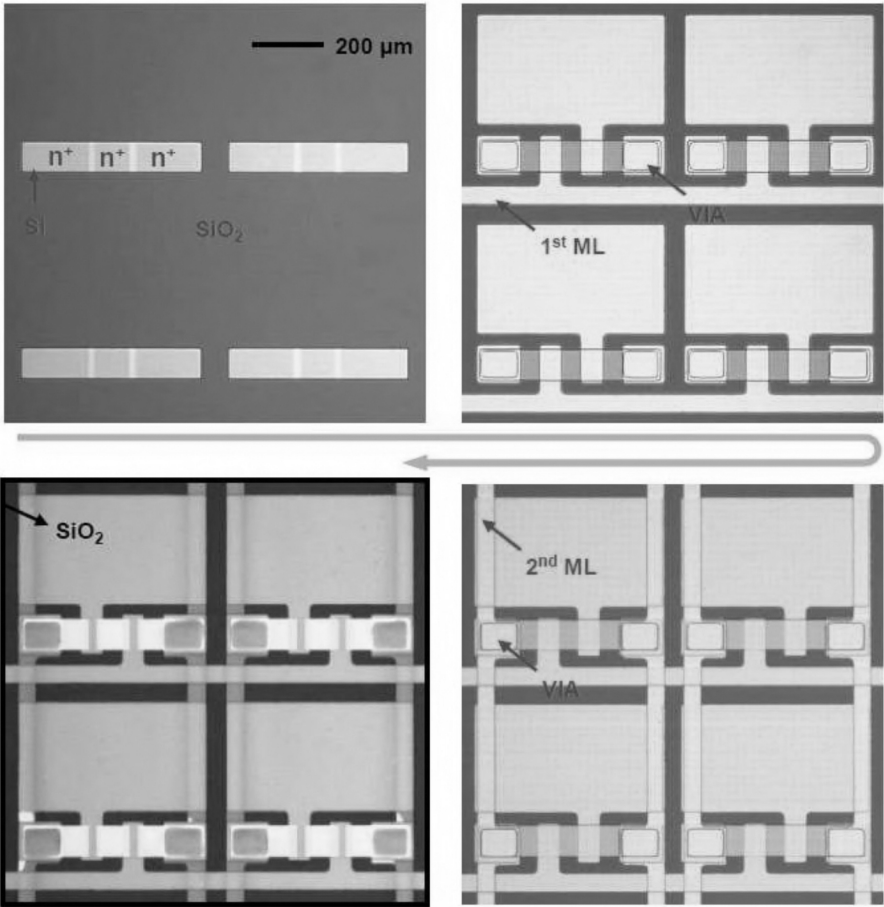 200 µm
n⁺ n⁺ n⁺
Si
SiO₂
VIA
1ˢᵗ ML
SiO₂
2ⁿᵈ ML
VIA